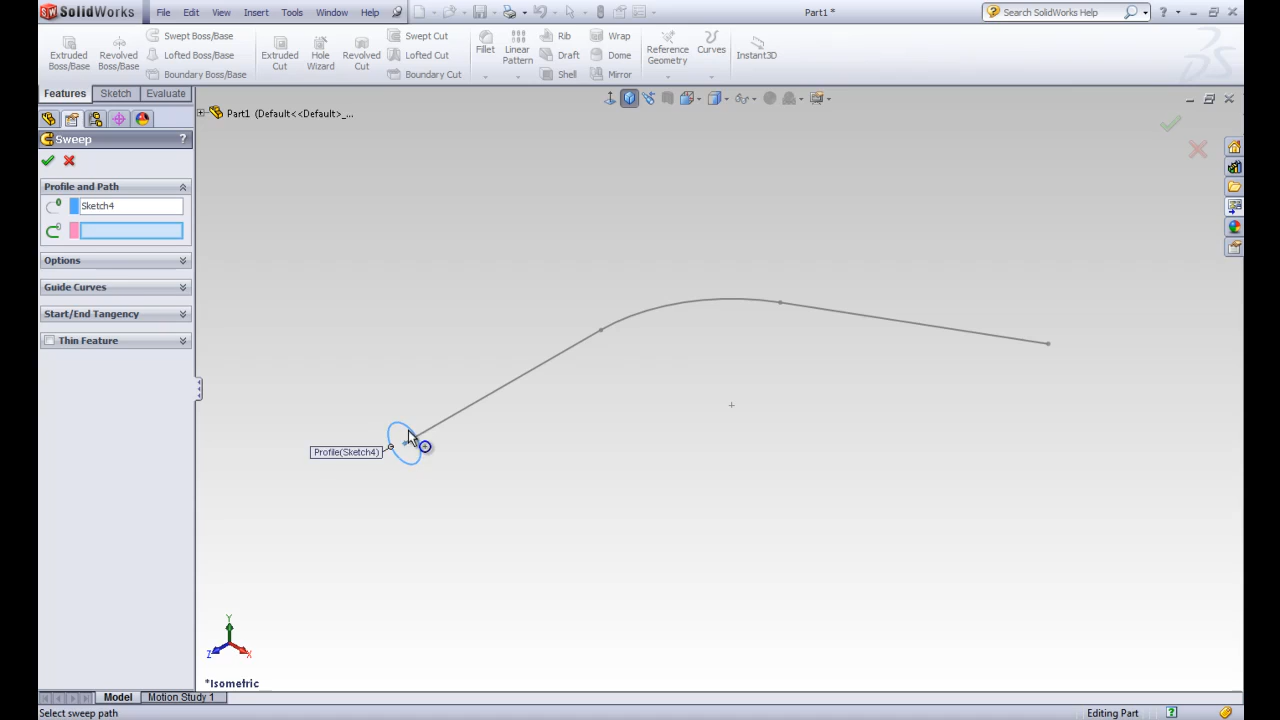 SolidWorks File Edit View Insert Tools Window Help Part1 * Search SolidWorks Help
Extruded Boss/Base
Revolved Boss/Base
Swept Boss/Base
Lofted Boss/Base
Boundary Boss/Base
Extruded Cut
Hole Wizard
Revolved Cut
Swept Cut
Lofted Cut
Boundary Cut
Fillet
Linear Pattern
Rib
Draft
Shell
Wrap
Dome
Mirror
Reference Geometry
Curves
Instant3D
Features Sketch Evaluate
Part1 (Default<<Default>_...
Sweep ?
Profile and Path
Sketch4
Options
Guide Curves
Start/End Tangency
Thin Feature
Profile(Sketch4)
Y
Z X
*Isometric
Model Motion Study 1
Select sweep path Editing Part